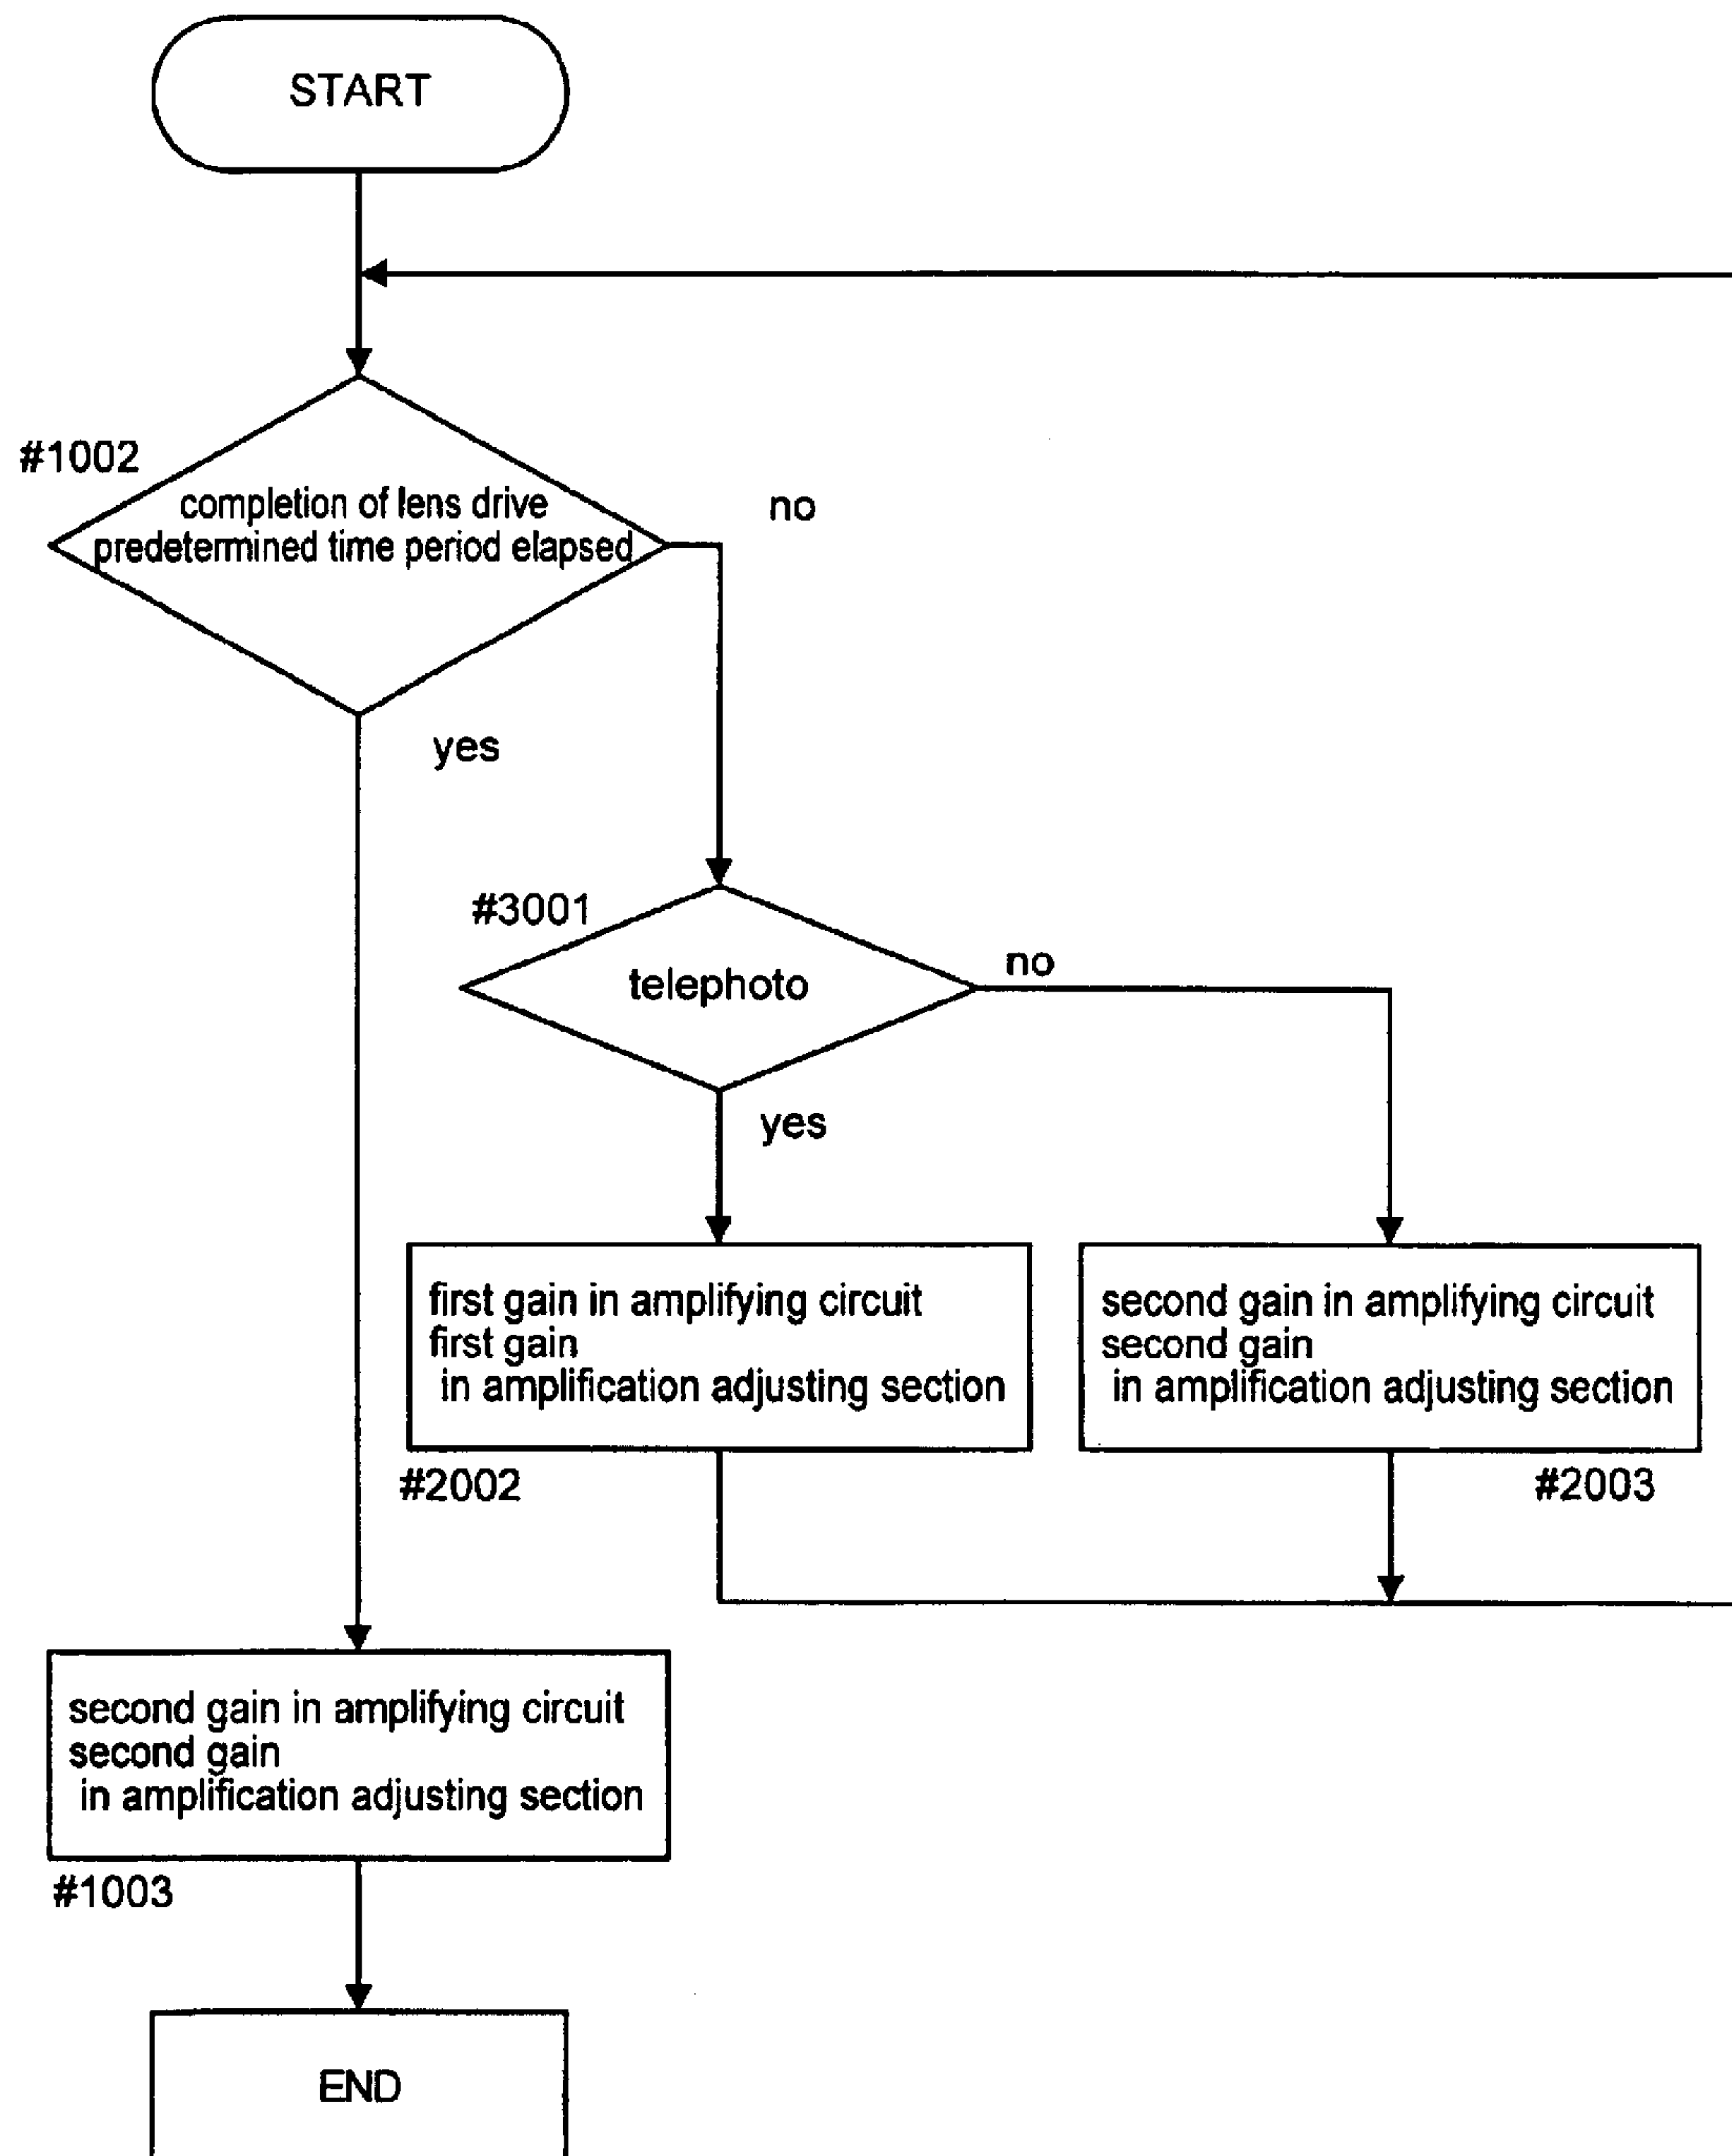 START
#1002
completion of lens drive
predetermined time period elapsed
no
yes
#3001
telephoto
no
yes
first gain in amplifying circuit
first gain
in amplification adjusting section
#2002
second gain in amplifying circuit
second gain
in amplification adjusting section
#2003
second gain in amplifying circuit
second gain
in amplification adjusting section
#1003
END